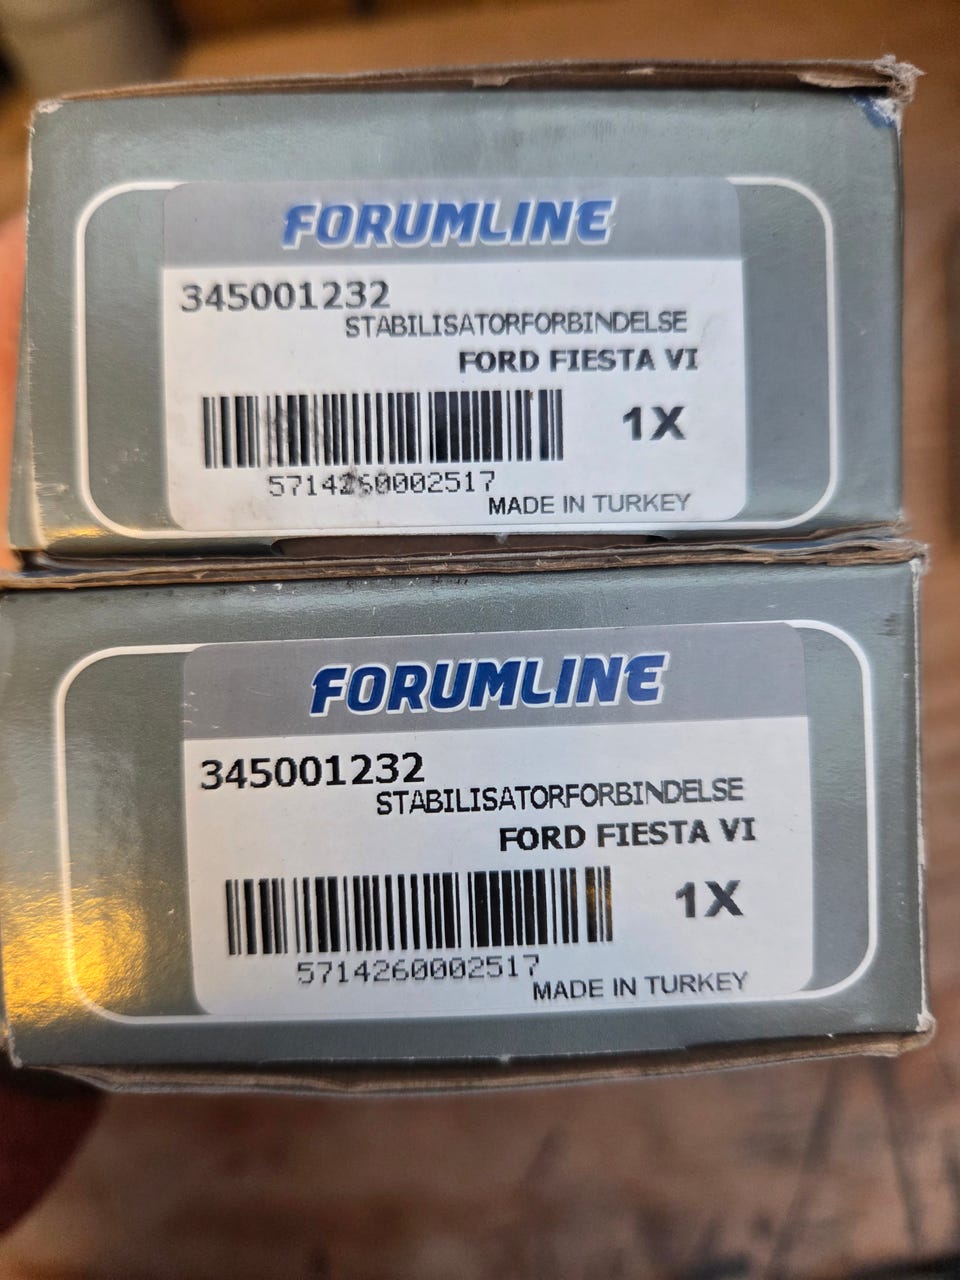 FORUMLINE
345001232
STABILISATORFORBINDELSE
FORD FIESTA VI
1X
5714260002517
MADE IN TURKEY
FORUMLINE
345001232
STABILISATORFORBINDELSE
FORD FIESTA VI
1X
5714260002517
MADE IN TURKEY